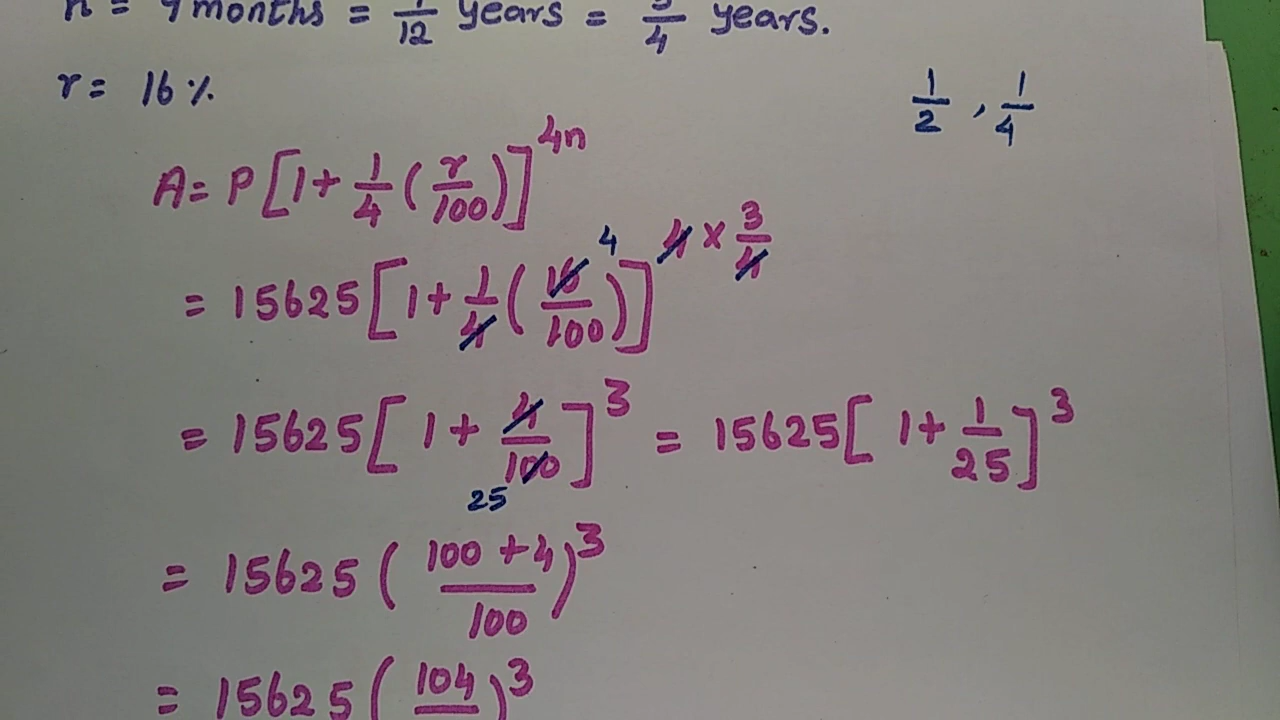 n = 9 months = 9/12 years = 3/4 years.
r = 16 %
1/2 , 1/4
A = P [1 + 1/4 (r/100)]^4n
= 15625 [1 + 1/4 (16/100)]^4 × 3/4
4
= 15625 [1 + 4/100]^3 = 15625 [1 + 1/25]^3
25
= 15625 (100 + 4/100)^3
= 15625 (104
)^3